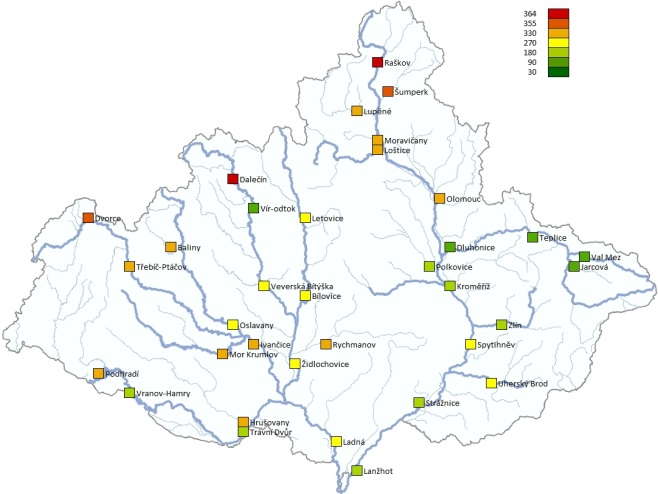 364
355
330
270
180
90
30
Raškov
Šumperk
Lupěné
Moravičany
Loštice
Dalečín
Olomouc
Vír-odtok
Dvorce
Letovice
Teplice
Baliny
Dluhonice
Val Mez
Třebíč-Ptáčov
Polkovice
Jarcová
Veverská Bítýška
Kroměříž
Bílovice
Oslavany
Zlín
Ivančice
Rychmanov
Spytihněv
Mor Krumlov
Židlochovice
Podhradí
Uherský Brod
Vranov-Hamry
Strážnice
Hrušovany
Travní Dvůr
Ladná
Lanžhot